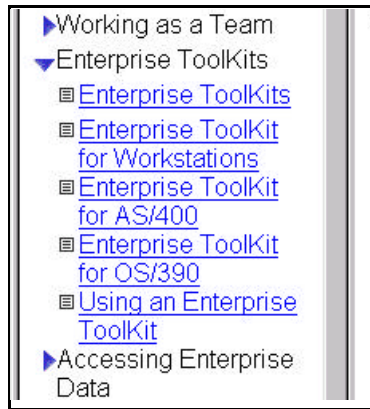 Working as a Team
Enterprise ToolKits
Enterprise ToolKits
Enterprise ToolKit
for Workstations
Enterprise ToolKit
for AS/400
Enterprise ToolKit
for OS/390
Using an Enterprise
ToolKit
Accessing Enterprise
Data